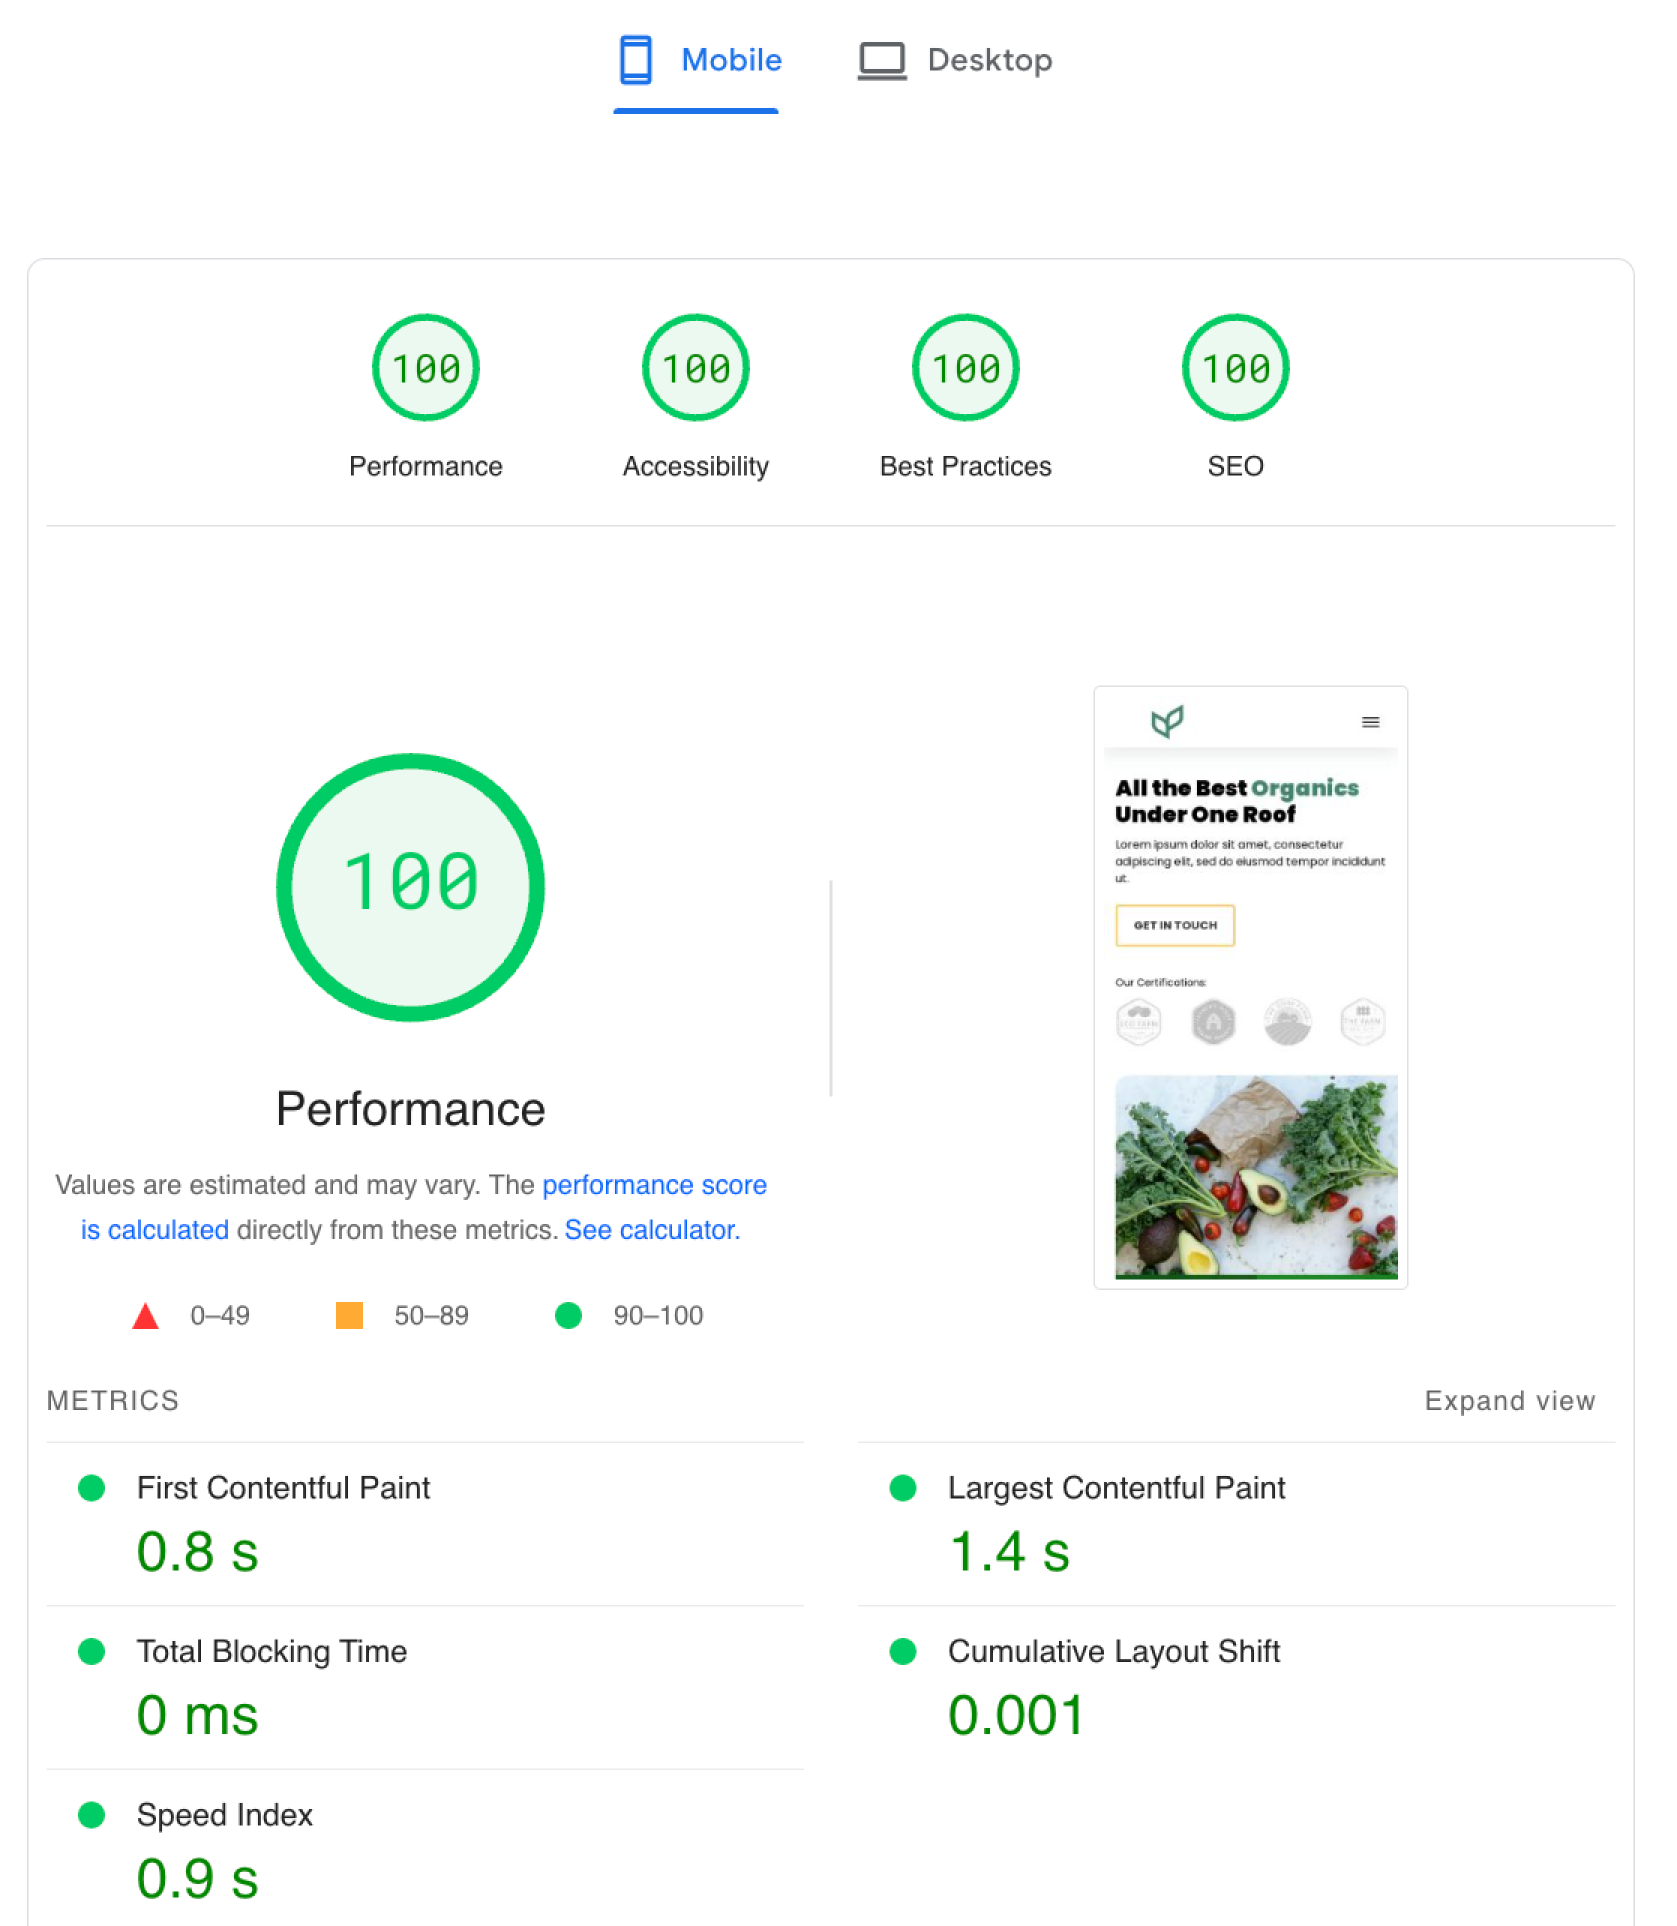 Mobile
Desktop
100
100
100
100
Performance
Accessibility
Best Practices
SEO
100
Performance
Values are estimated and may vary. The performance score
is calculated directly from these metrics. See calculator.
0–49
50–89
90–100
All the Best Organics
Under One Roof
Lorem ipsum dolor sit amet, consectetur
adipiscing elit, sed do eiusmod tempor incididunt
ut.
GET IN TOUCH
Our Certifications:
ECO FARM
THE FARM
METRICS
Expand view
First Contentful Paint
0.8 s
Largest Contentful Paint
1.4 s
Total Blocking Time
0 ms
Cumulative Layout Shift
0.001
Speed Index
0.9 s